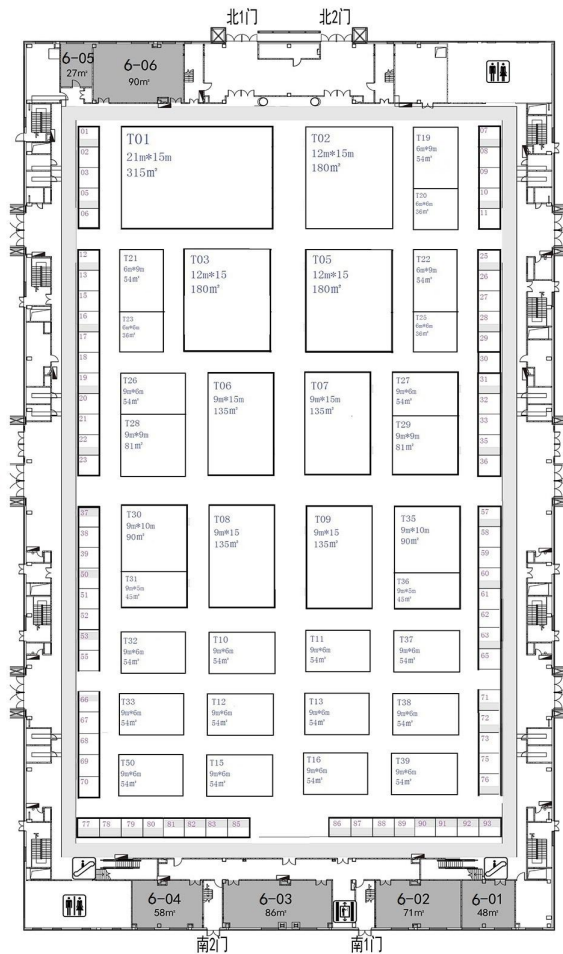 北1门
北2门
6-05
27m²
6-06
90m²
T01
21m*15m
315㎡
T02
12m*15m
180㎡
T19
6m*9m
54㎡
T20
6m*6m
36㎡
01
02
03
05
06
07
08
09
10
11
T21
6m*9m
54㎡
T23
6m*6m
36㎡
T03
12m*15
180㎡
T05
12m*15
180㎡
T22
6m*9m
54㎡
T25
6m*6m
36㎡
12
13
15
16
17
18
19
20
21
22
23
25
26
27
28
29
30
31
32
33
35
36
T26
9m*6m
54㎡
T28
9m*9m
81㎡
T06
9m*15m
135㎡
T07
9m*15m
135㎡
T27
9m*6m
54㎡
T29
9m*9m
81㎡
T30
9m*10m
90㎡
T31
9m*5m
45㎡
T08
9m*15
135㎡
T09
9m*15
135㎡
T35
9m*10m
90㎡
T36
9m*5m
45㎡
37
38
39
50
51
52
53
55
57
58
59
60
61
62
63
65
T32
9m*6m
54㎡
T10
9m*6m
54㎡
T11
9m*6m
54㎡
T37
9m*6m
54㎡
T33
9m*6m
54㎡
T12
9m*6m
54㎡
T13
9m*6m
54㎡
T38
9m*6m
54㎡
66
67
68
69
70
71
72
73
75
76
T50
9m*6m
54㎡
T15
9m*6m
54㎡
T16
9m*6m
54㎡
T39
9m*6m
54㎡
77 78 79 80 81 82 83 85
86 87 88 89 90 91 92 93
6-04
58m²
6-03
86m²
6-02
71m²
6-01
48m²
南2门
南1门